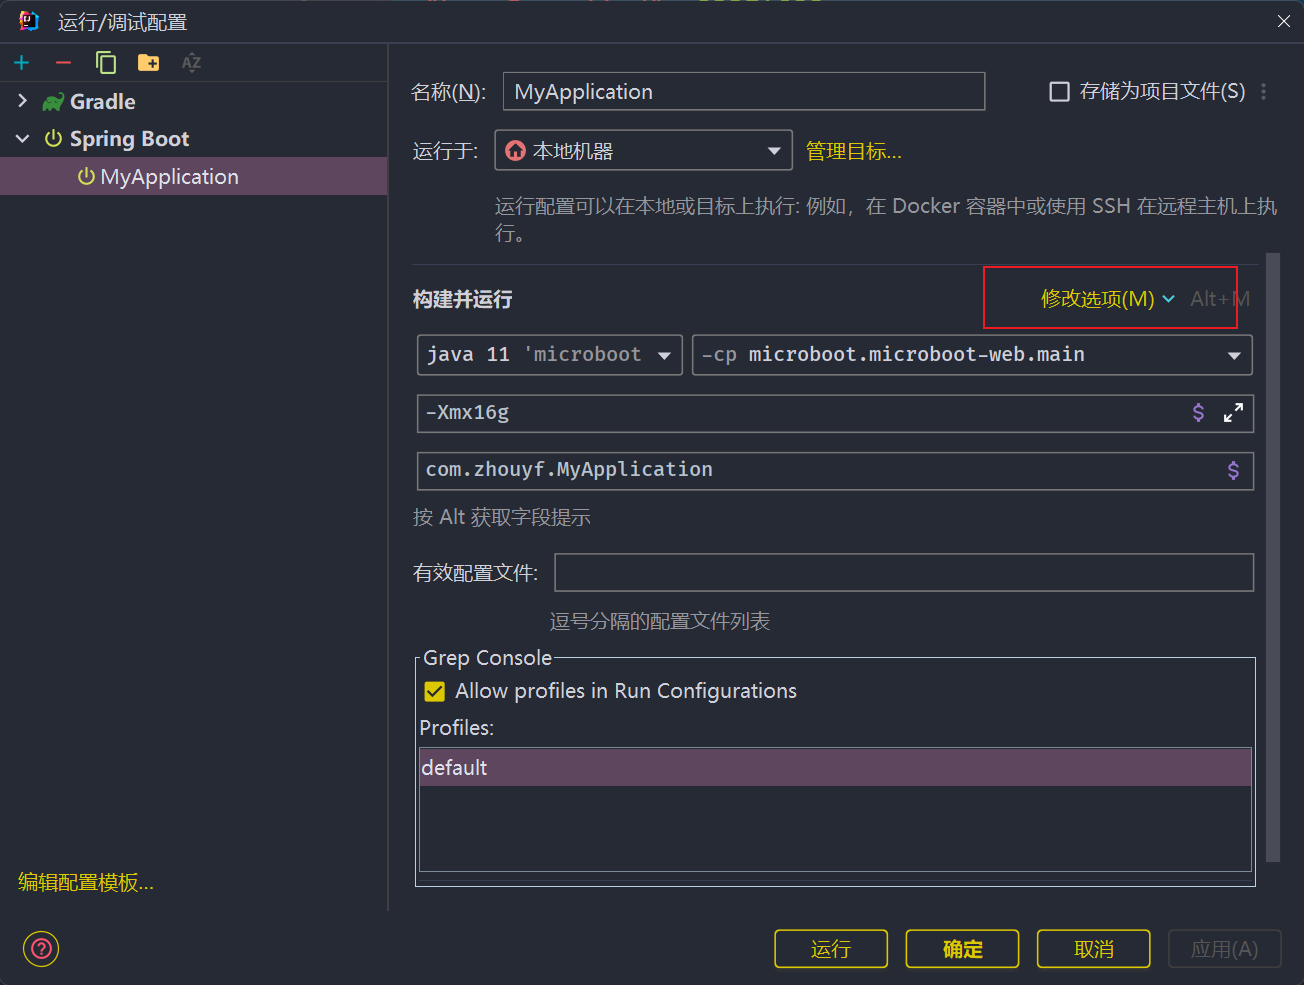 运行/调试配置
Gradle
Spring Boot
MyApplication
编辑配置模板...
名称(N):
MyApplication
存储为项目文件(S)
运行于:
本地机器
管理目标...
运行配置可以在本地或目标上执行: 例如，在 Docker 容器中或使用 SSH 在远程主机上执
行。
构建并运行
修改选项(M)
Alt+M
java 11 'microboot
-cp microboot.microboot-web.main
-Xmx16g
com.zhouyf.MyApplication
按 Alt 获取字段提示
有效配置文件:
逗号分隔的配置文件列表
Grep Console
Allow profiles in Run Configurations
Profiles:
default
运行
确定
取消
应用(A)